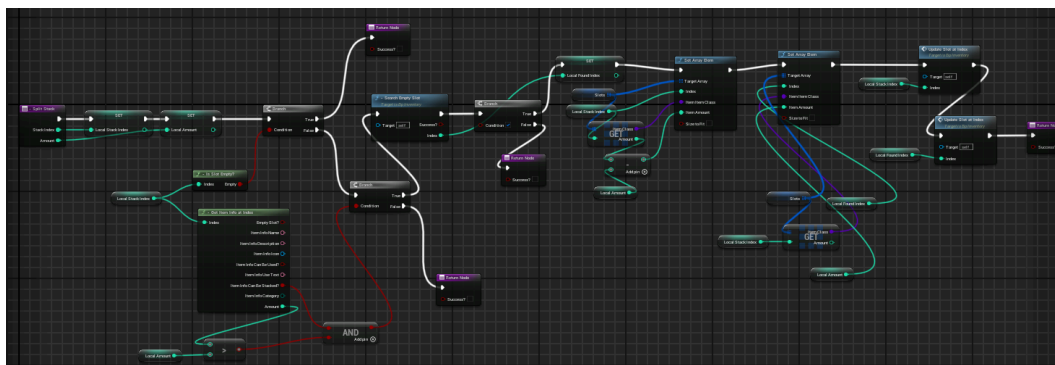 Return Node
Success?
Split Stack
Stack Index
Amount
SET
Local Stack Index
SET
Local Amount
Branch
Condition
True
False
Search Empty Slot
Target self
Success?
Index
Branch
Condition
True
False
SET
Local Found Index
Slots
Local Stack Index
GET
Item Class
Amount
-
Add pin
Local Amount
Set Array Elem
Target Array
Index
Item Item Class
Item Amount
Size to Fit
Set Array Elem
Target Array
Index
Item Item Class
Item Amount
Size to Fit
Update Slot at Index
Target self
Index
Local Stack Index
Update Slot at Index
Target self
Index
Local Found Index
Return Node
Success?
Return Node
Success?
Is Slot Empty?
Index
Empty
Local Stack Index
Branch
Condition
True
False
Get Item Info at Index
Index
Empty Slot?
Item Info Name
Item Info Description
Item Info Icon
Item Info Can Be Used?
Item Info Use Text
Item Info Can Be Stacked?
Item Info Category
Amount
Return Node
Success?
Slots
Local Found Index
Local Stack Index
GET
Item Class
Amount
Local Amount
AND
Add pin
>
Local Amount